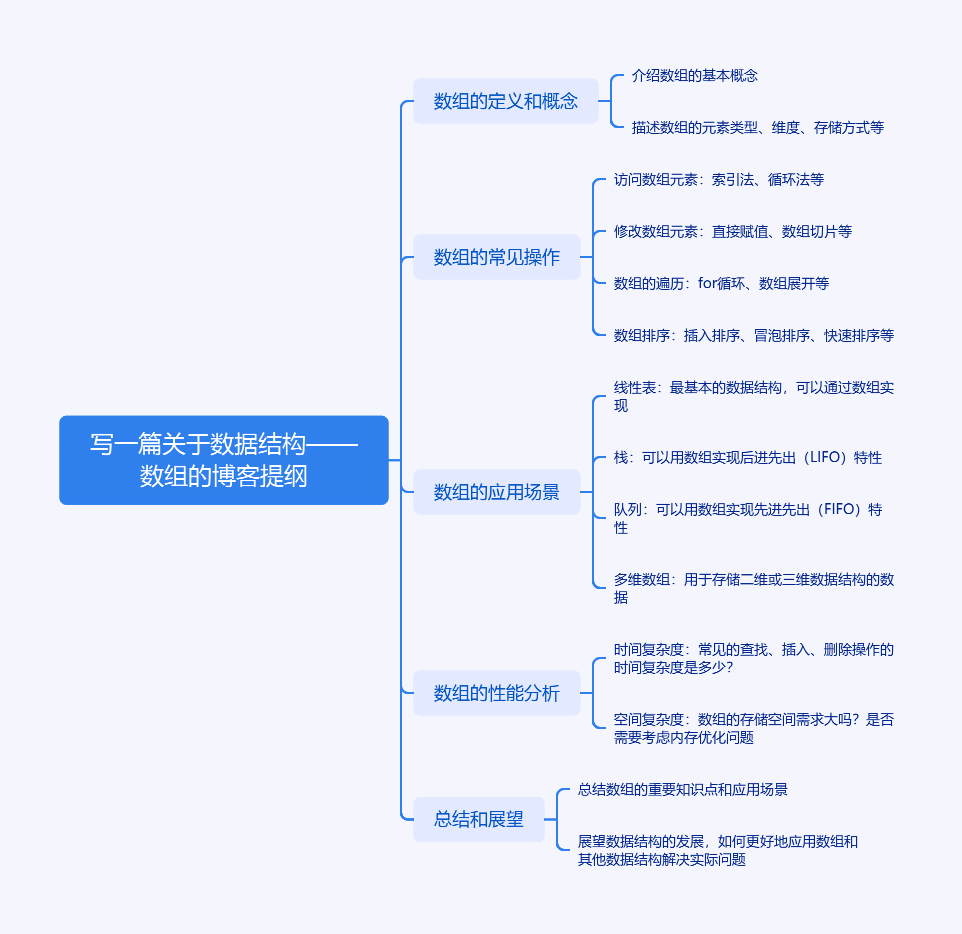 写一篇关于数据结构——
数组的博客提纲
数组的定义和概念
介绍数组的基本概念
描述数组的元素类型、维度、存储方式等
数组的常见操作
访问数组元素：索引法、循环法等
修改数组元素：直接赋值、数组切片等
数组的遍历：for循环、数组展开等
数组排序：插入排序、冒泡排序、快速排序等
数组的应用场景
线性表：最基本的数据结构，可以通过数组实
现
栈：可以用数组实现后进先出（LIFO）特性
队列：可以用数组实现先进先出（FIFO）特
性
多维数组：用于存储二维或三维数据结构的数
据
数组的性能分析
时间复杂度：常见的查找、插入、删除操作的
时间复杂度是多少？
空间复杂度：数组的存储空间需求大吗？是否
需要考虑内存优化问题
总结和展望
总结数组的重要知识点和应用场景
展望数据结构的发展，如何更好地应用数组和
其他数据结构解决实际问题